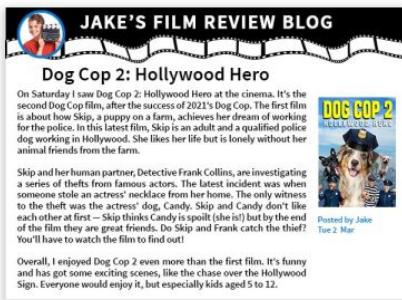 JAKE'S FILM REVIEW BLOG
Dog Cop 2: Hollywood Hero
On Saturday I saw Dog Cop 2: Hollywood Hero at the cinema. It's the
second Dog Cop film, after the success of 2021's Dog Cop. The first film
is about how Skip, a puppy on a farm, achieves her dream of working
for the police. In this latest film, Skip is an adult and a qualified police
dog working in Hollywood. She likes her life but is lonely without her
animal friends from the farm.
Skip and her human partner, Detective Frank Collins, are investigating
a series of thefts from famous actors. The latest incident was when
someone stole an actress' necklace from her home. The only witness
to the theft was the actress' dog, Candy. Skip and Candy don't like
each other at first — Skip thinks Candy is spoilt (she is!) but by the end
of the film they are great friends. Do Skip and Frank catch the thief?
You'll have to watch the film to find out!
Overall, I enjoyed Dog Cop 2 even more than the first film. It's funny
and has got some exciting scenes, like the chase over the Hollywood
Sign. Everyone would enjoy it, but especially kids aged 5 to 12.
DOG COP 2
HOLLYWOOD HERO
Posted by Jake
Tue 2 Mar